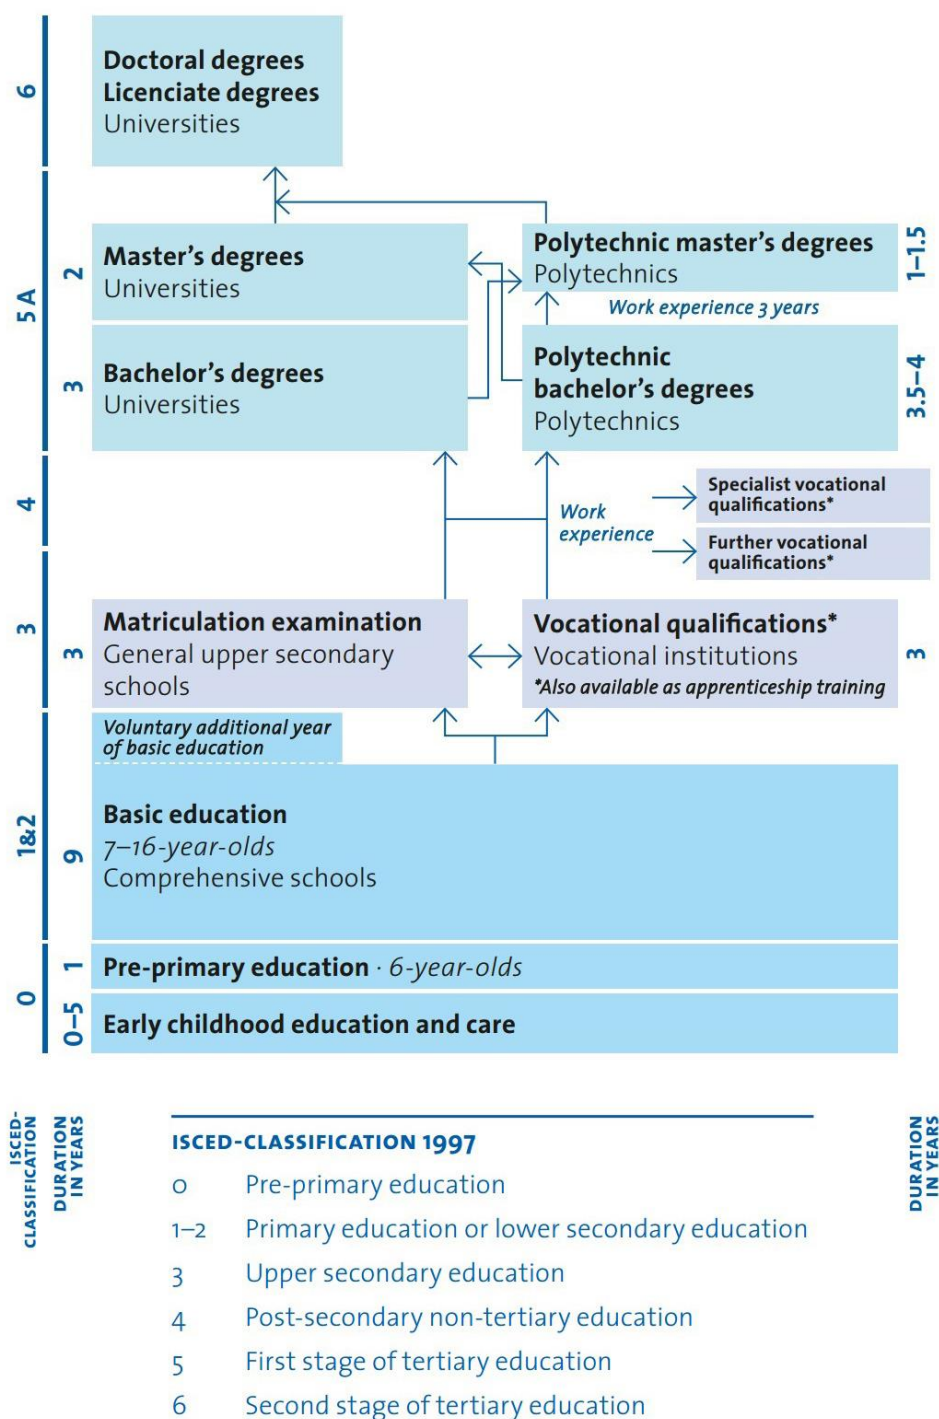 6
Doctoral degrees
Licenciate degrees
Universities
5 A
2
Master's degrees
Universities
Polytechnic master's degrees
Polytechnics
1–1.5
Work experience 3 years
3
Bachelor's degrees
Universities
Polytechnic
bachelor's degrees
Polytechnics
3.5–4
4
Work
experience
Specialist vocational
qualifications*
Further vocational
qualifications*
3
3
Matriculation examination
General upper secondary
schools
Vocational qualifications*
Vocational institutions
*Also available as apprenticeship training
3
Voluntary additional year
of basic education
1&2
9
Basic education
7–16-year-olds
Comprehensive schools
0
1
Pre-primary education · 6-year-olds
0–5
Early childhood education and care
ISCED-
CLASSIFICATION
DURATION
IN YEARS
DURATION
IN YEARS
ISCED-CLASSIFICATION 1997
0 Pre-primary education
1–2 Primary education or lower secondary education
3 Upper secondary education
4 Post-secondary non-tertiary education
5 First stage of tertiary education
6 Second stage of tertiary education